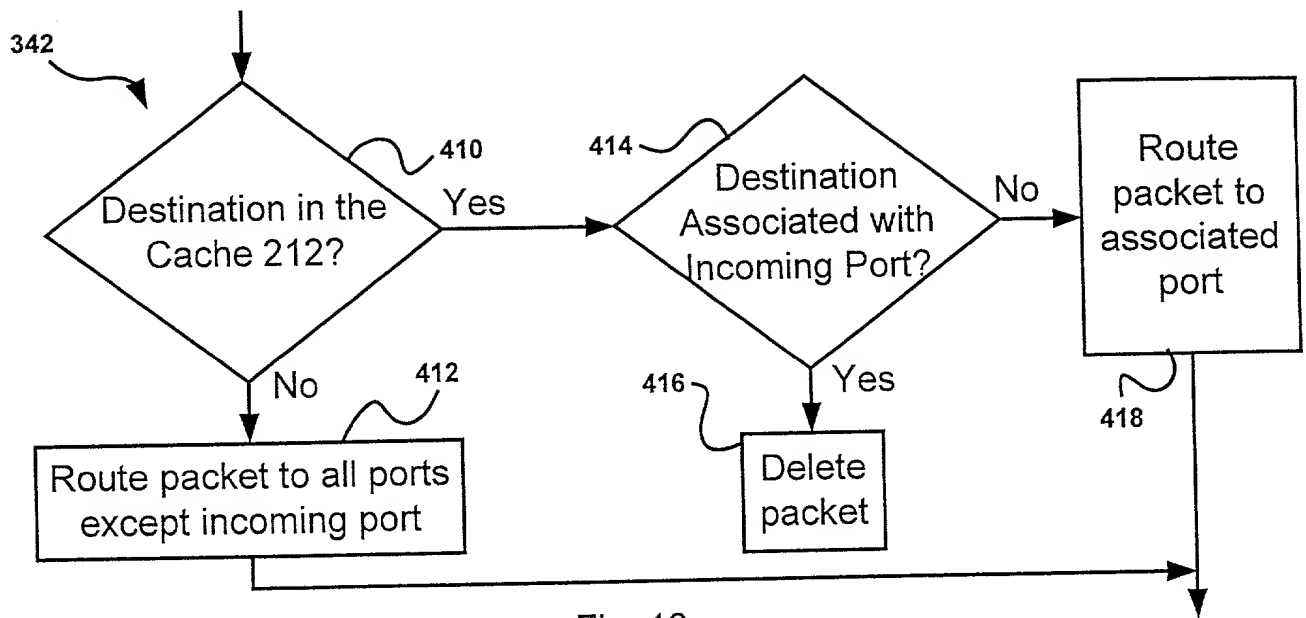 342
410
Destination in the
Cache 212?
Yes
No
412
Route packet to all ports
except incoming port
414
Destination
Associated with
Incoming Port?
No
Yes
416
Delete
packet
Route
packet to
associated
port
418